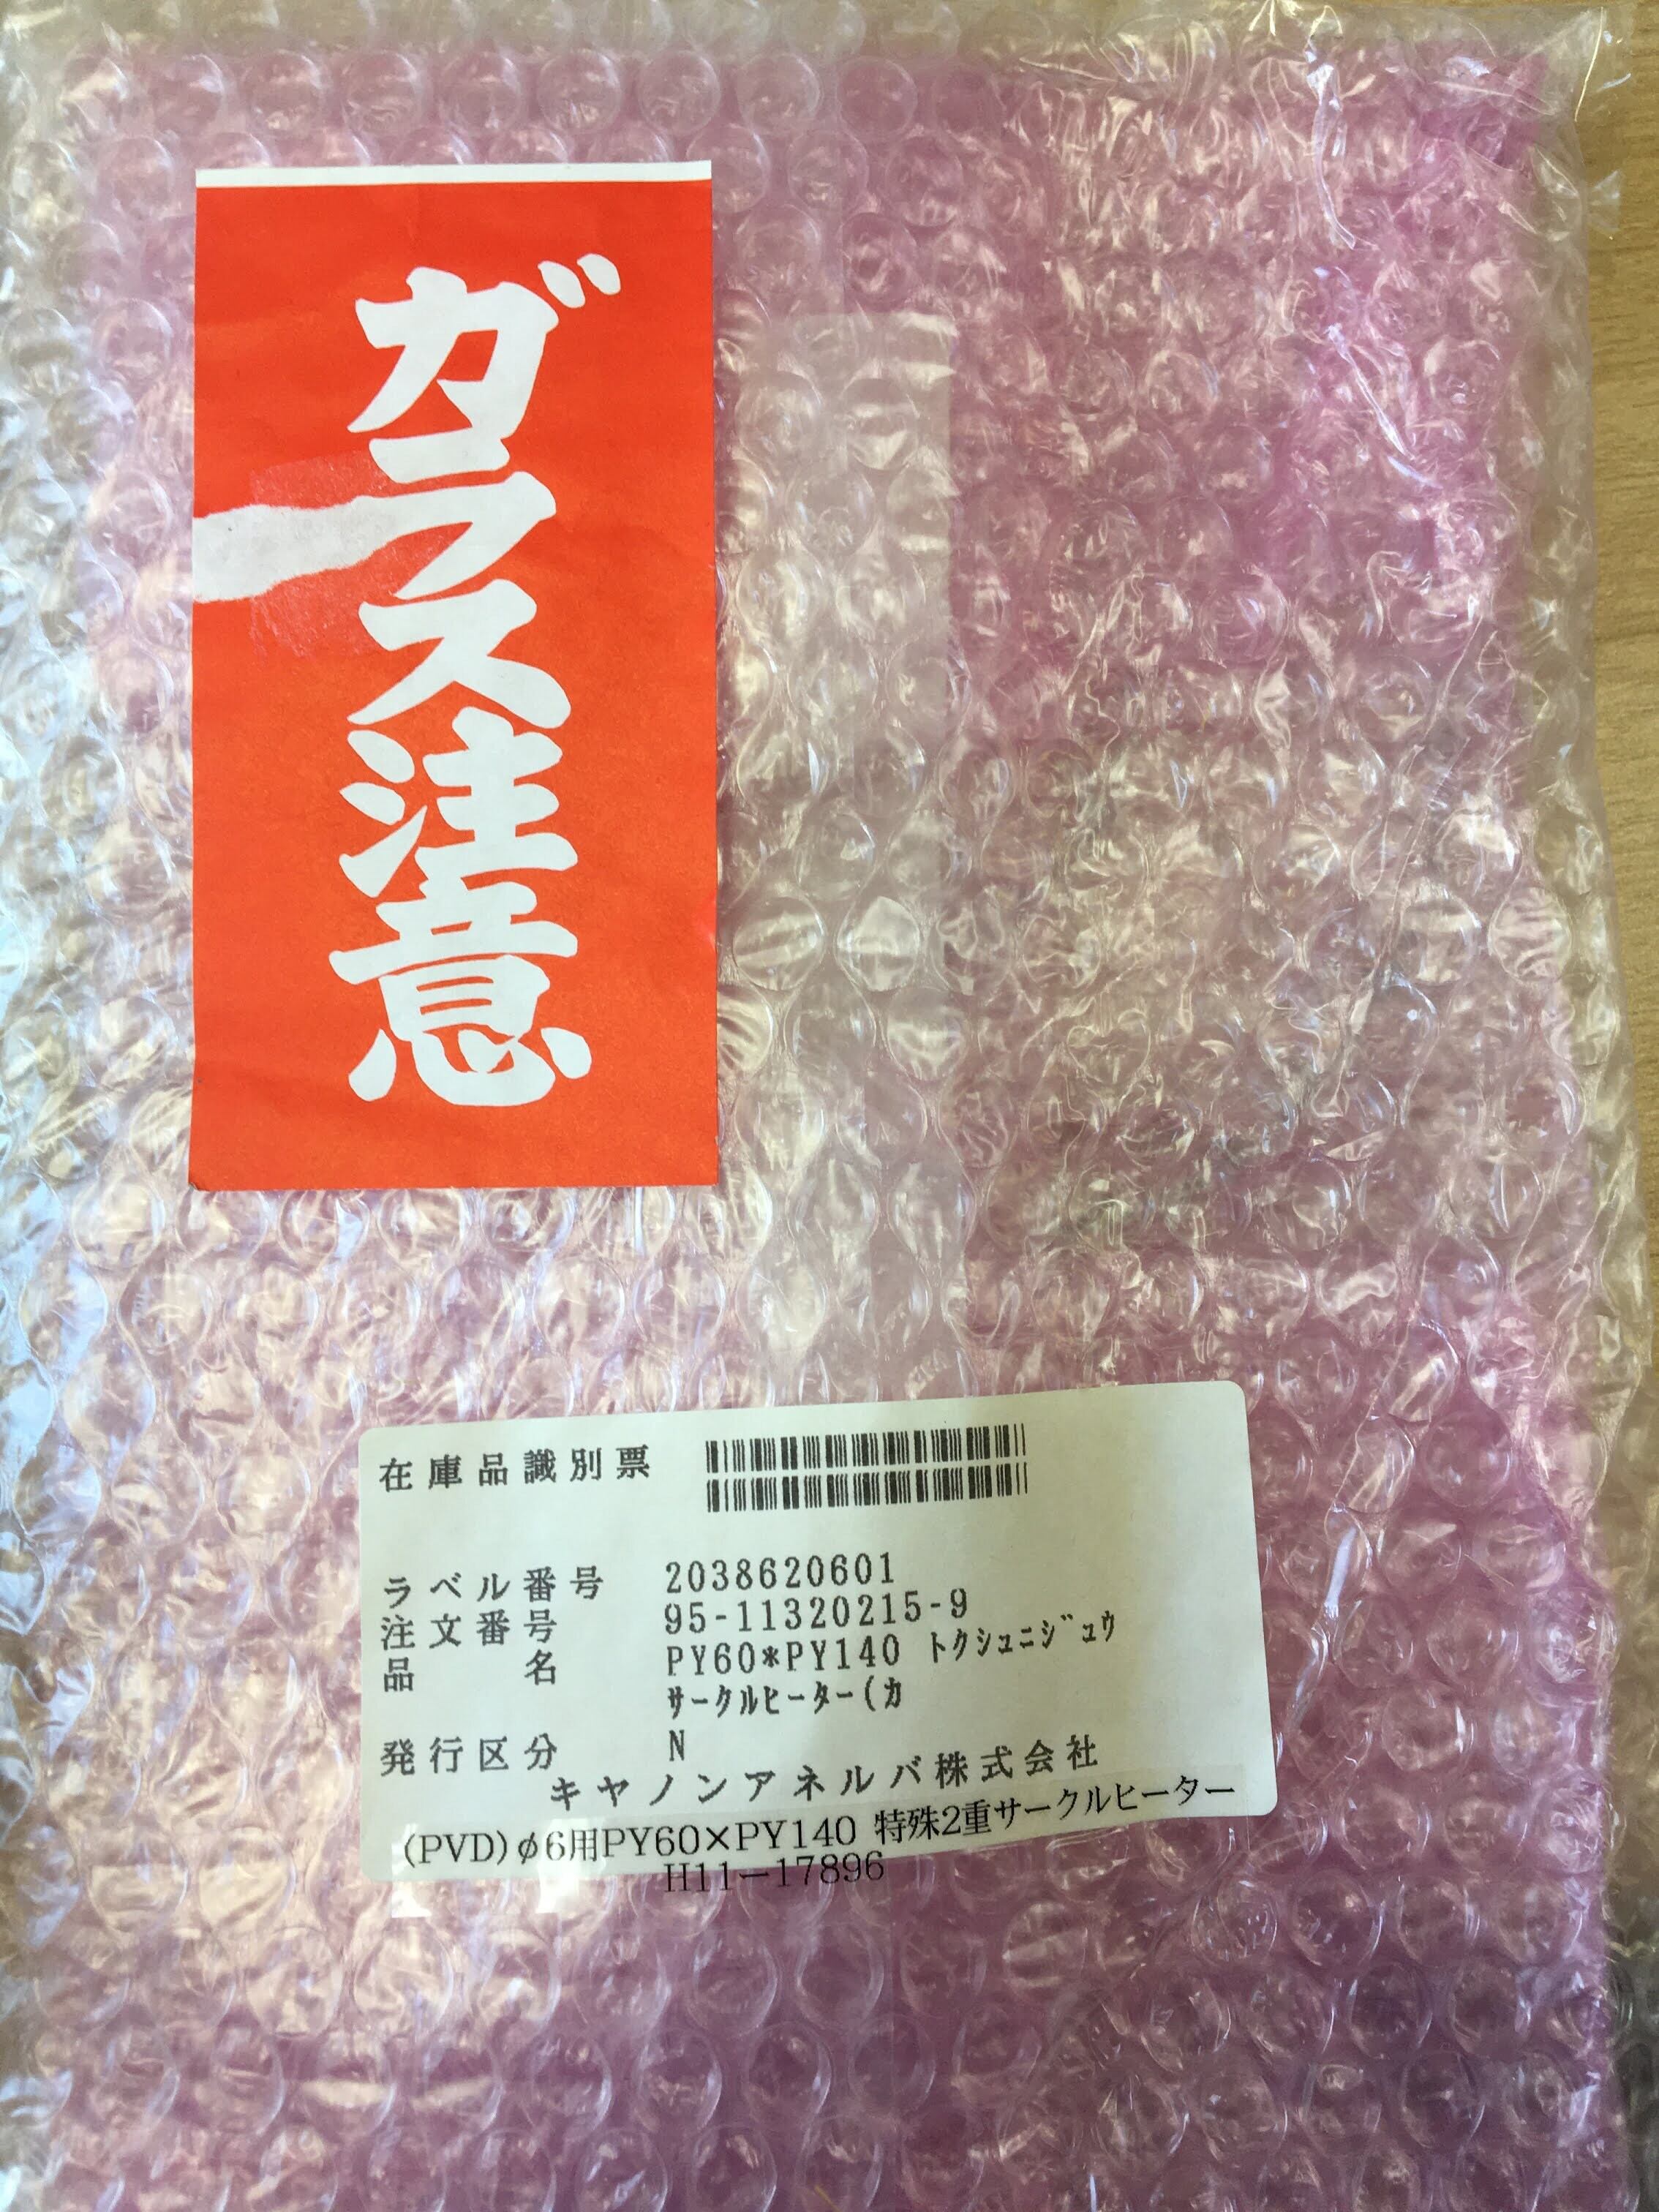 ガラス注意
在庫品識別票
ラベル番号 2038620601
注文番号 95-11320215-9
品名 PY60*PY140 ﾄｸｼｭﾆｼﾞｭｳ
ｻｰｸﾙﾋｰﾀｰ(ｶ
発行区分 N
キヤノンアネルバ株式会社
(PVD)φ6用PY60×PY140 特殊2重サークルヒーター
H11-17896